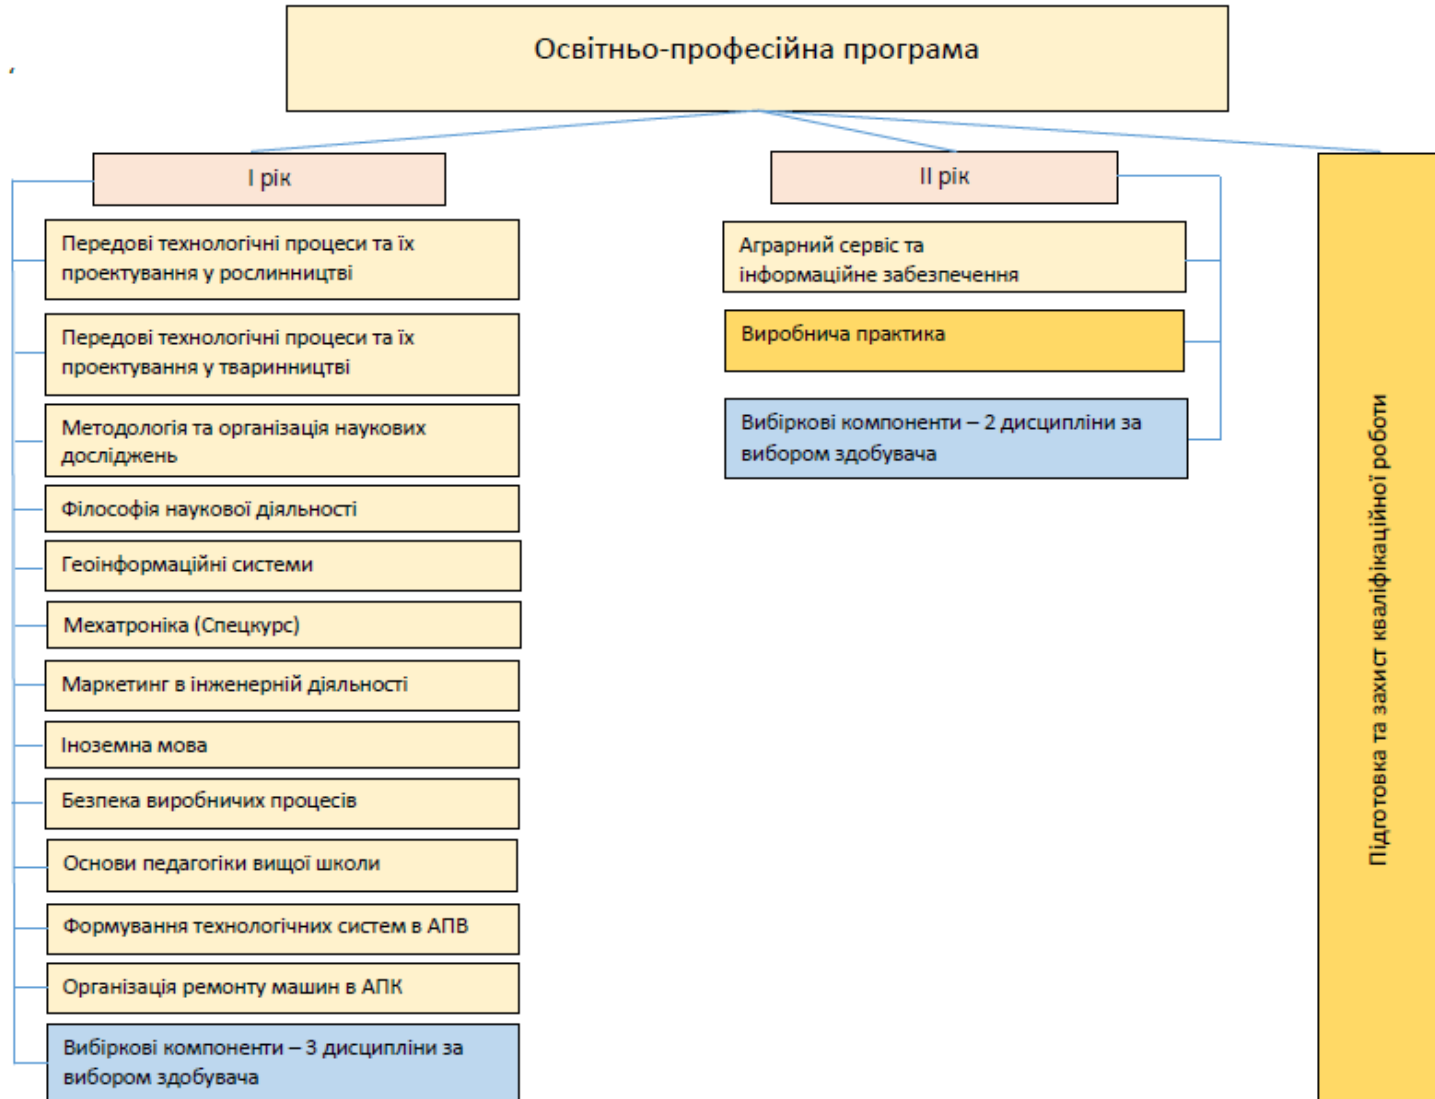 Освітньо-професійна програма
І рік
Передові технологічні процеси та їх
проектування у рослинництві
Передові технологічні процеси та їх
проектування у тваринництві
Методологія та організація наукових
досліджень
Філософія наукової діяльності
Геоінформаційні системи
Мехатроніка (Спецкурс)
Маркетинг в інженерній діяльності
Іноземна мова
Безпека виробничих процесів
Основи педагогіки вищої школи
Формування технологічних систем в АПВ
Організація ремонту машин в АПК
Вибіркові компоненти – 3 дисципліни за
вибором здобувача
ІІ рік
Аграрний сервіс та
інформаційне забезпечення
Виробнича практика
Вибіркові компоненти – 2 дисципліни за
вибором здобувача
Підготовка та захист кваліфікаційної роботи